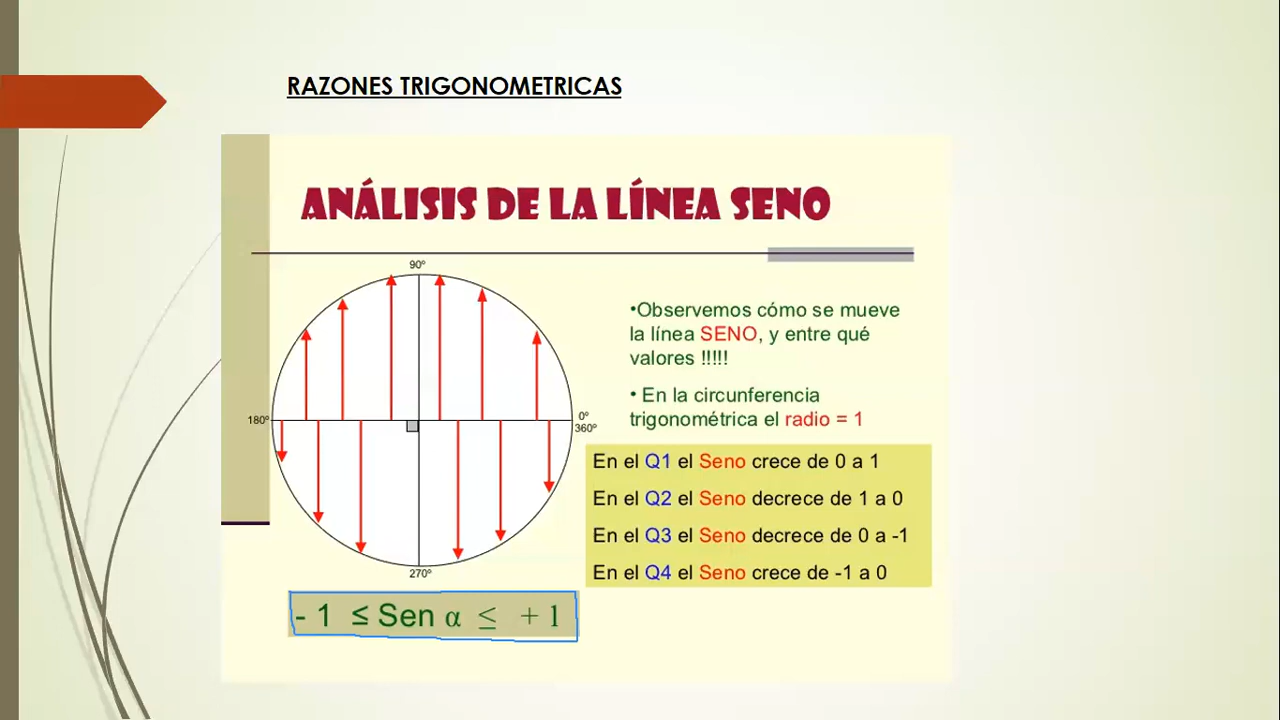 RAZONES TRIGONOMETRICAS
ANÁLISIS DE LA LÍNEA SENO
90º
180º
0º
360º
270º
•Observemos cómo se mueve
la línea SENO, y entre qué
valores !!!!!
• En la circunferencia
trigonométrica el radio = 1
En el Q1 el Seno crece de 0 a 1
En el Q2 el Seno decrece de 1 a 0
En el Q3 el Seno decrece de 0 a -1
En el Q4 el Seno crece de -1 a 0
- 1 ≤ Sen α ≤ + 1